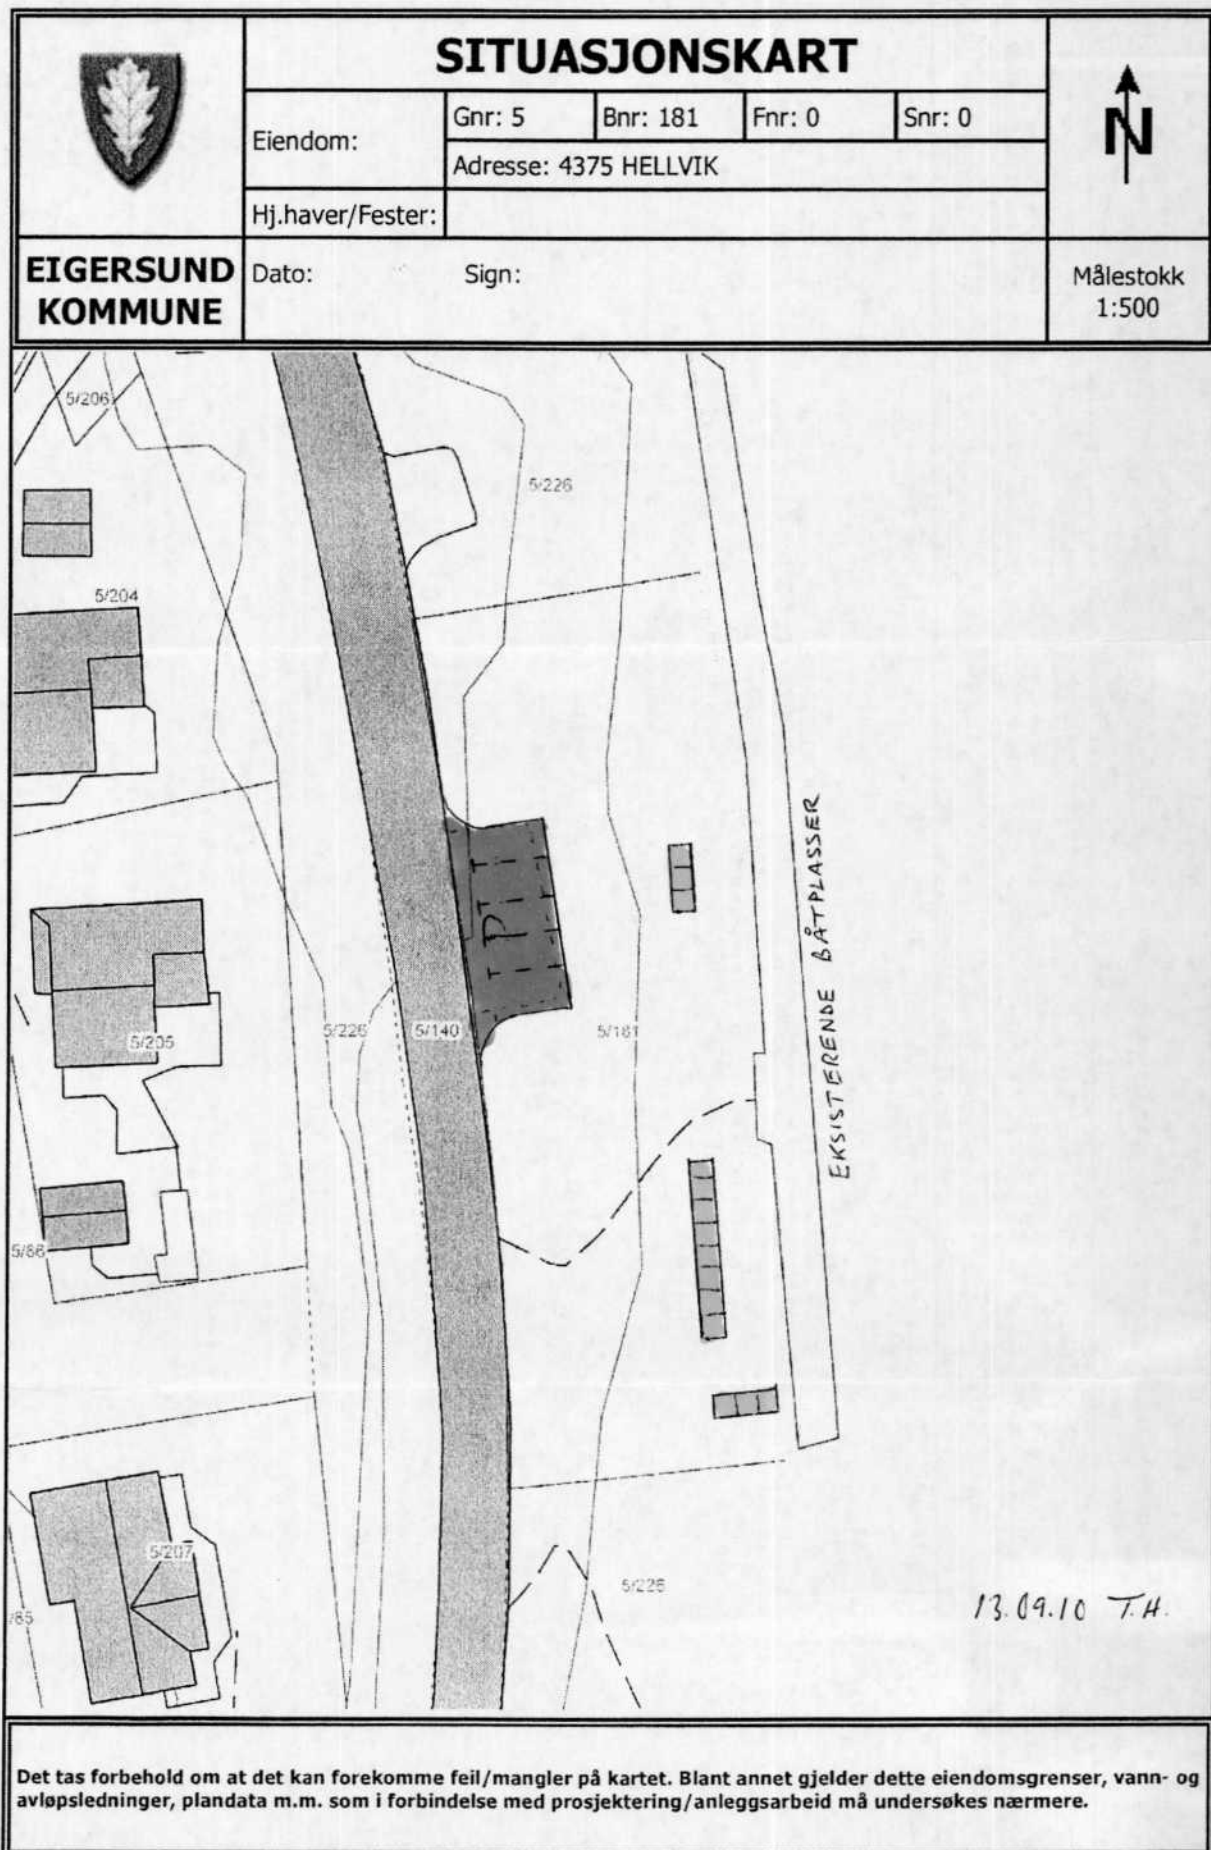 SITUASJONSKART
N
Eiendom:
Gnr: 5
Bnr: 181
Fnr: 0
Snr: 0
Adresse: 4375 HELLVIK
Hj.haver/Fester:
EIGERSUND
KOMMUNE
Dato:
Sign:
Målestokk
1:500
5/206
5/226
5/204
P
EKSISTERENDE BÅTPLASSER
5/205
5/226
5/140
5/181
5/86
5/207
5/226
/85
13.09.10 T.H.
Det tas forbehold om at det kan forekomme feil/mangler på kartet. Blant annet gjelder dette eiendomsgrenser, vann- og
avløpsledninger, plandata m.m. som i forbindelse med prosjektering/anleggsarbeid må undersøkes nærmere.